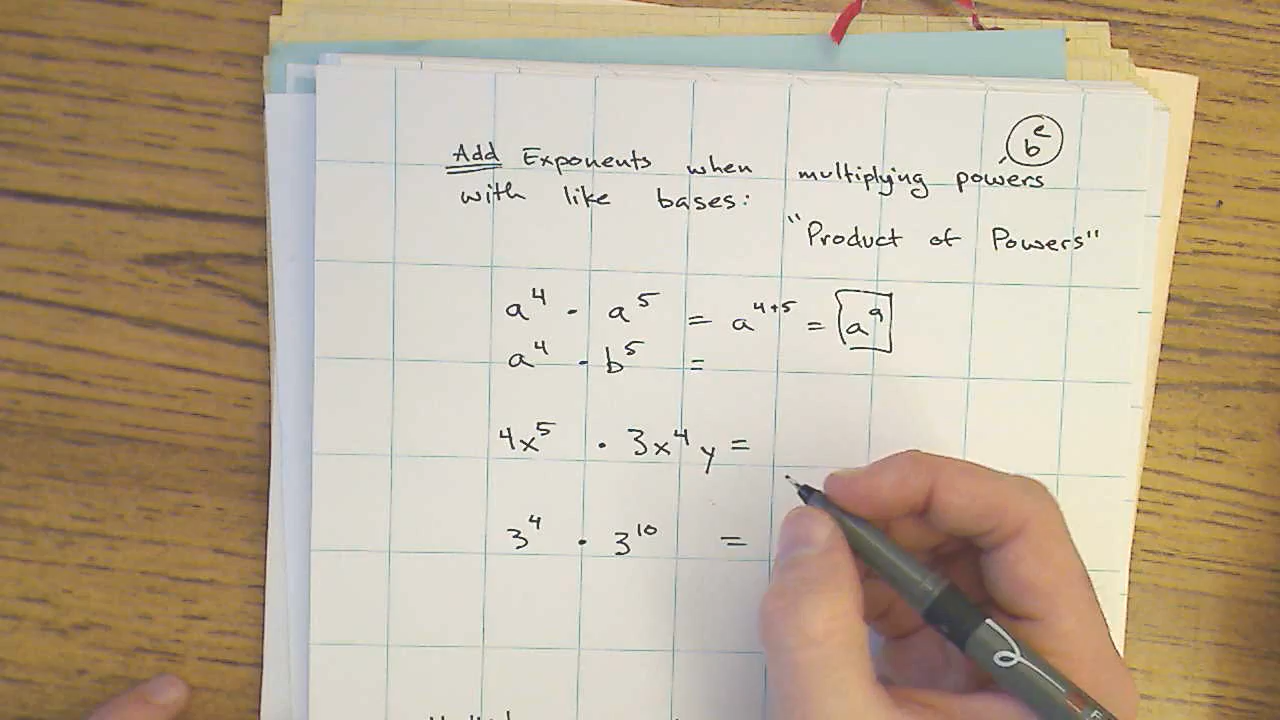 b^e
Add Exponents when multiplying powers
with like bases:
"Product of Powers"
a^4 · a^5 = a^{4+5} = a^9
a^4 · b^5 =
4x^5 · 3x^4y =
3^4 · 3^10 =